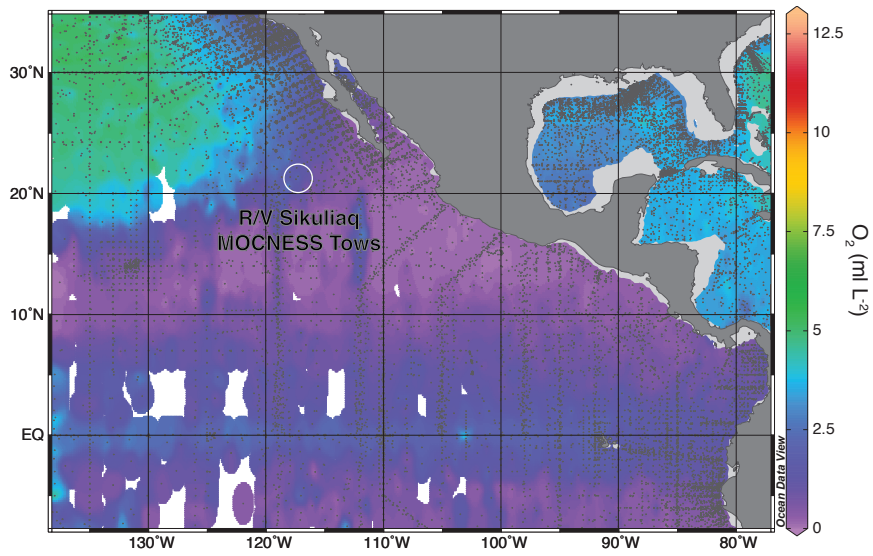 30°N
20°N
10°N
EQ
130°W
120°W
110°W
100°W
90°W
80°W
R/V Sikuliaq
MOCNESS Tows
Ocean Data View
12.5
10
7.5
5
2.5
0
O₂ (ml L⁻²)